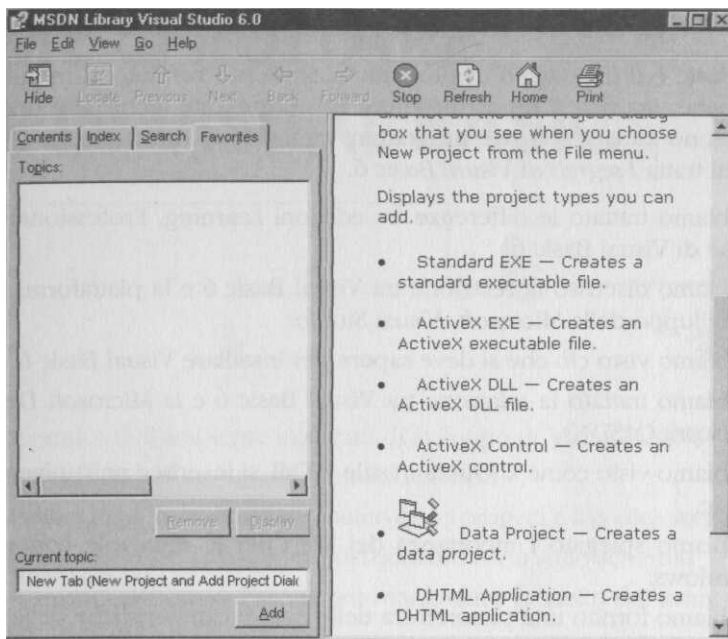 MSDN Library Visual Studio 6.0
File Edit View Go Help
Hide Update Previous Next Back Forward Stop Refresh Home Print
Contents Index Search Favorites
Topics:
Remove Display
Current topic:
New Tab (New Project and Add Project Dialo
Add
box that you see when you choose
New Project from the File menu.
Displays the project types you can
add.
• Standard EXE — Creates a
standard executable file.
• ActiveX EXE — Creates an
ActiveX executable file.
• ActiveX DLL — Creates an
ActiveX DLL file.
• ActiveX Control — Creates an
ActiveX control.
• Data Project — Creates a
data project.
• DHTML Application — Creates a
DHTML application.